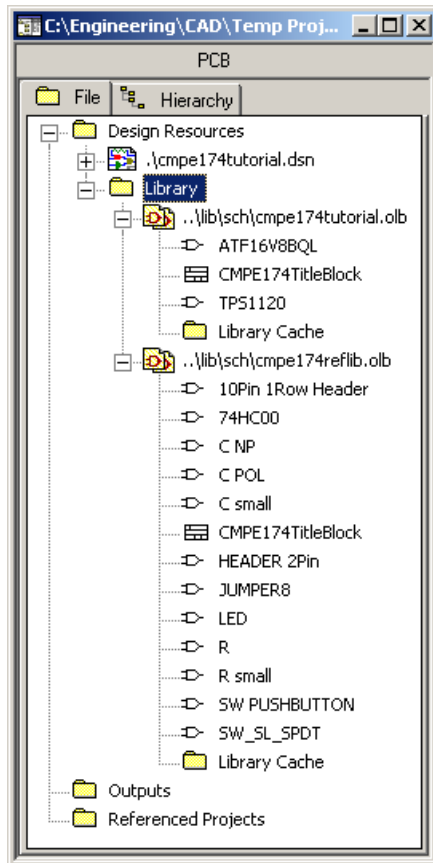 C:\Engineering\CAD\Temp Proj...
PCB
File Hierarchy
Design Resources
.\cmpe174tutorial.dsn
Library
..\lib\sch\cmpe174tutorial.olb
ATF16V8BQL
CMPE174TitleBlock
TPS1120
Library Cache
..\lib\sch\cmpe174reflib.olb
10Pin 1Row Header
74HC00
C NP
C POL
C small
CMPE174TitleBlock
HEADER 2Pin
JUMPER8
LED
R
R small
SW PUSHBUTTON
SW_SL_SPDT
Library Cache
Outputs
Referenced Projects